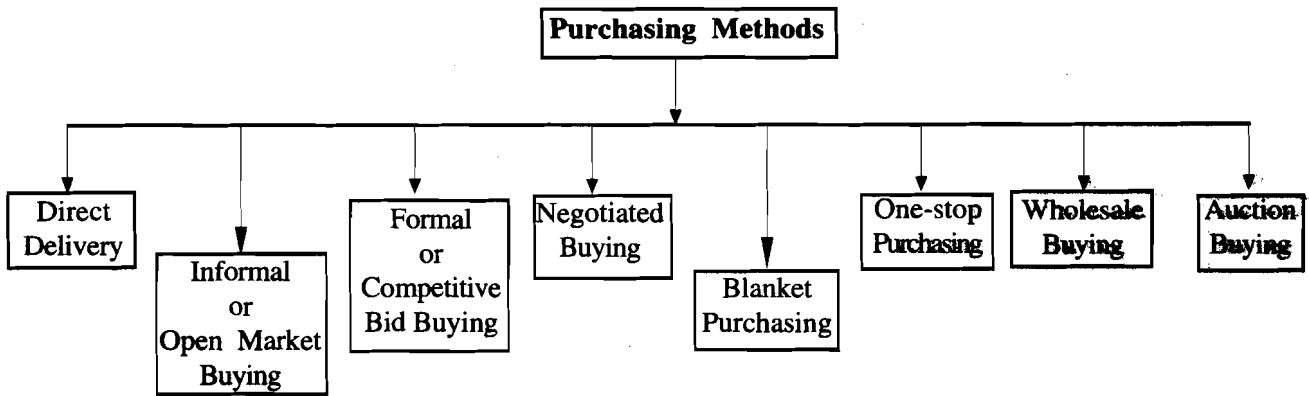 Purchasing Methods
Direct
Delivery
Informal
or
Open Market
Buying
Formal
or
Competitive
Bid Buying
Negotiated
Buying
Blanket
Purchasing
One-stop
Purchasing
Wholesale
Buying
Auction
Buying